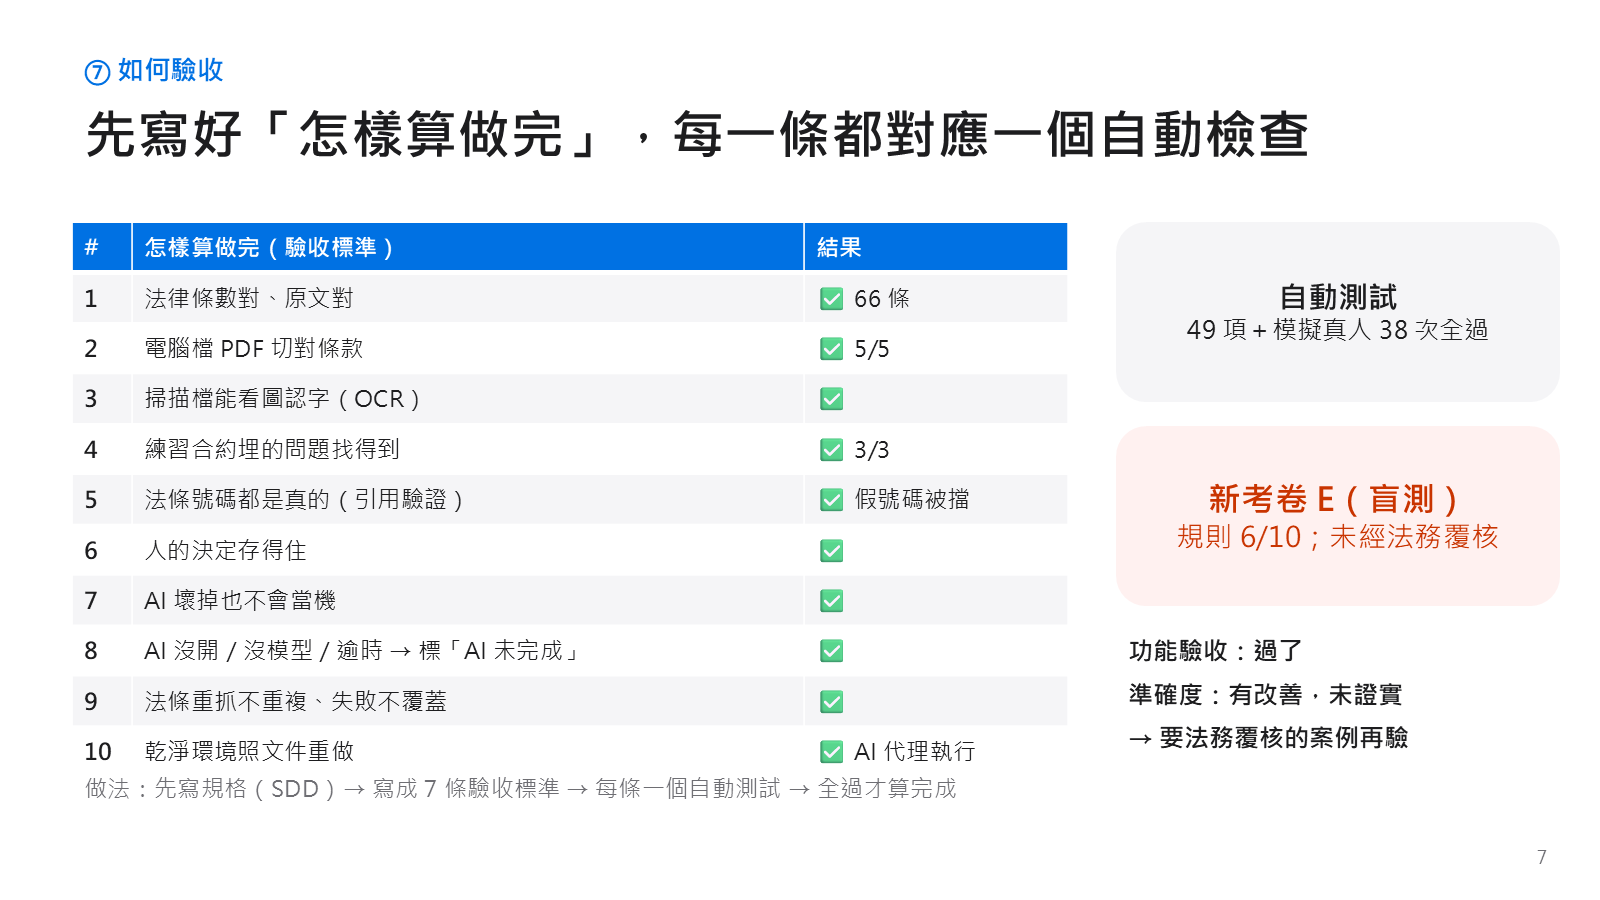 ⑦ 如何驗收
先寫好「怎樣算做完」，每一條都對應一個自動檢查
# 怎樣算做完（驗收標準） 結果
1 法律條數對、原文對 ✅ 66 條
2 電腦檔 PDF 切對條款 ✅ 5/5
3 掃描檔能看圖認字（OCR） ✅
4 練習合約埋的問題找得到 ✅ 3/3
5 法條號碼都是真的（引用驗證） ✅ 假號碼被擋
6 人的決定存得住 ✅
7 AI 壞掉也不會當機 ✅
8 AI 沒開 / 沒模型 / 逾時 → 標「AI 未完成」 ✅
9 法條重抓不重複、失敗不覆蓋 ✅
10 乾淨環境照文件重做 ✅ AI 代理執行
做法：先寫規格（SDD）→ 寫成 7 條驗收標準 → 每條一個自動測試 → 全過才算完成
自動測試
49 項 + 模擬真人 38 次全過
新考卷 E（盲測）
規則 6/10；未經法務覆核
功能驗收：過了
準確度：有改善，未證實
→ 要法務覆核的案例再驗
7